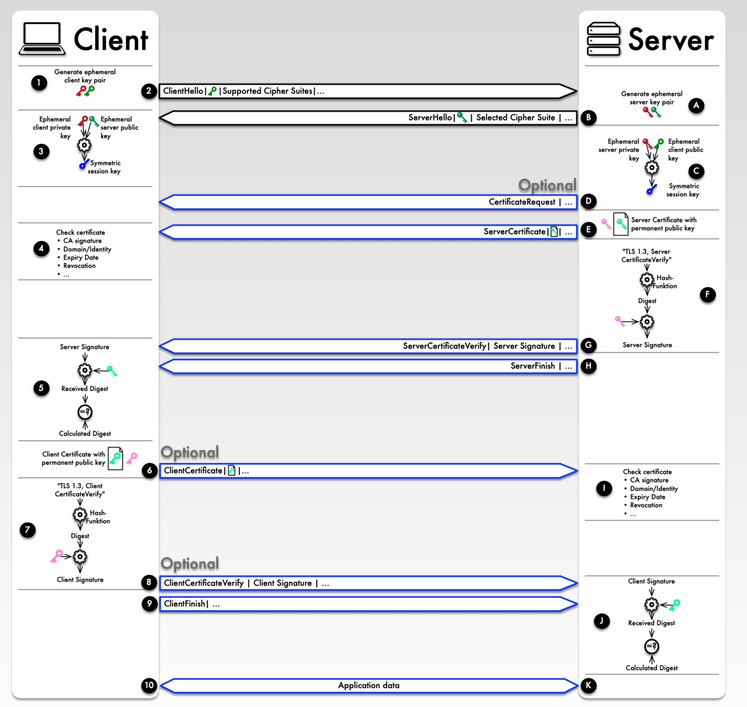 Client
Server
1
Generate ephemeral
client key pair
2
ClientHello| |Supported Cipher Suites|...
Generate ephemeral
server key pair
A
ServerHello| | Selected Cipher Suite | ...
B
Ephemeral
client private
key
Ephemeral
server public
key
3
Symmetric
session key
Ephemeral
server private
key
Ephemeral
client public
key
C
Symmetric
session key
Optional
CertificateRequest | ...
D
ServerCertificate| | ...
E
Server Certificate with
permanent public key
4
Check certificate
• CA signature
• Domain/Identity
• Expiry Date
• Revocation
• ...
"TLS 1.3, Server
CertificateVerify"
Hash-
Funktion
Digest
F
Server Signature
ServerCertificateVerify| Server Signature | ...
G
ServerFinish | ...
H
Server Signature
5
Received Digest
=?
Calculated Digest
Client Certificate with
permanent public key
Optional
6
ClientCertificate| |...
I
Check certificate
• CA signature
• Domain/Identity
• Expiry Date
• Revocation
• ...
"TLS 1.3, Client
CertificateVerify"
Hash-
Funktion
7
Digest
Client Signature
Optional
8
ClientCertificateVerify | Client Signature | ...
9
ClientFinish| ...
Client Signature
J
Received Digest
=?
Calculated Digest
10
Application data
K